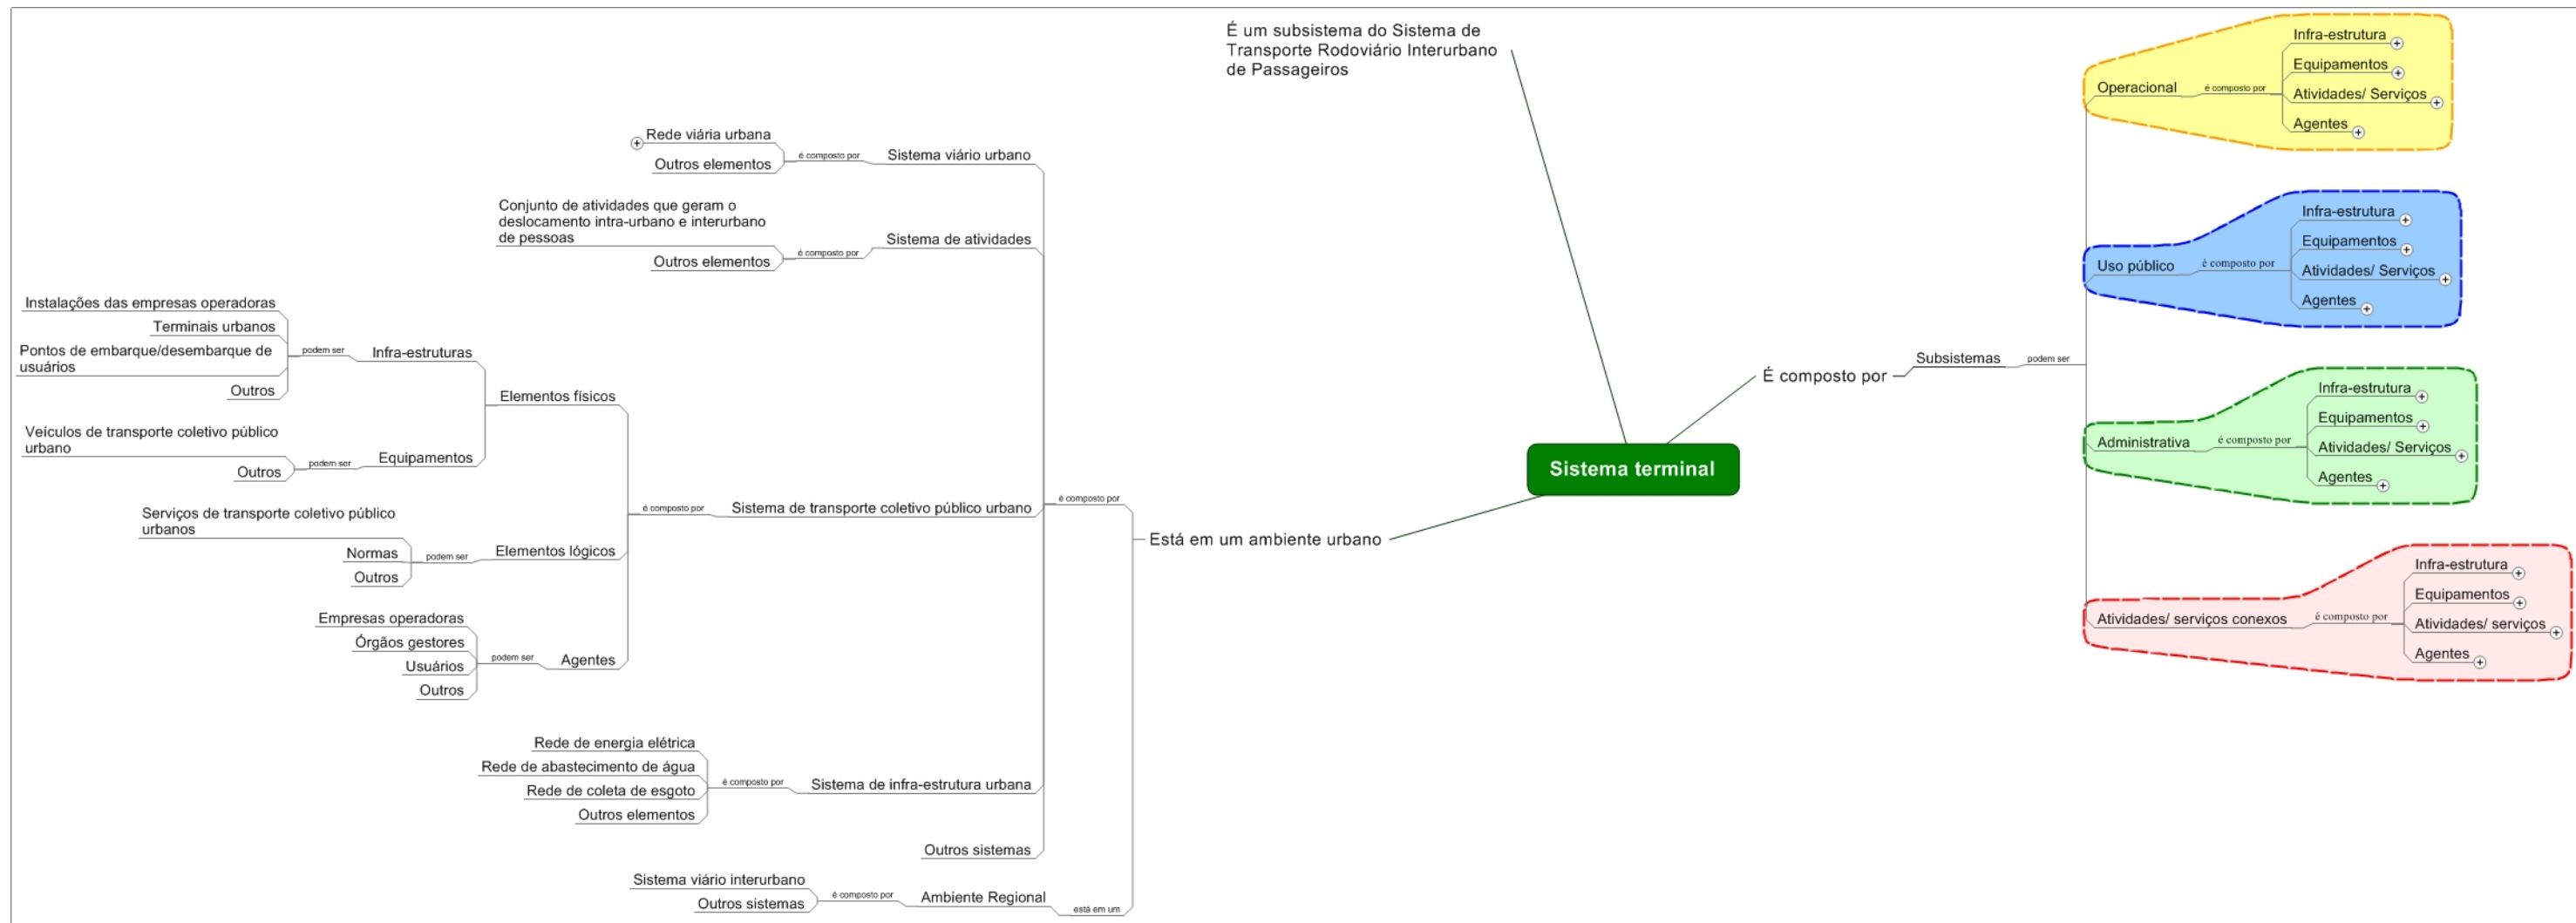 É um subsistema do Sistema de
Transporte Rodoviário Interurbano
de Passageiros
Sistema terminal
É composto por
Subsistemas
podem ser
Operacional
é composto por
Infra-estrutura
Equipamentos
Atividades/ Serviços
Agentes
Uso público
é composto por
Infra-estrutura
Equipamentos
Atividades/ Serviços
Agentes
Administrativa
é composto por
Infra-estrutura
Equipamentos
Atividades/ Serviços
Agentes
Atividades/ serviços conexos
é composto por
Infra-estrutura
Equipamentos
Atividades/ serviços
Agentes
Está em um ambiente urbano
é composto por
Sistema viário urbano
é composto por
Rede viária urbana
Outros elementos
Sistema de atividades
é composto por
Conjunto de atividades que geram o
deslocamento intra-urbano e interurbano
de pessoas
Outros elementos
Sistema de transporte coletivo público urbano
é composto por
Elementos físicos
Infra-estruturas
podem ser
Instalações das empresas operadoras
Terminais urbanos
Pontos de embarque/desembarque de
usuários
Outros
Equipamentos
podem ser
Veículos de transporte coletivo público
urbano
Outros
Elementos lógicos
podem ser
Serviços de transporte coletivo público
urbanos
Normas
Outros
Agentes
podem ser
Empresas operadoras
Órgãos gestores
Usuários
Outros
Sistema de infra-estrutura urbana
é composto por
Rede de energia elétrica
Rede de abastecimento de água
Rede de coleta de esgoto
Outros elementos
Outros sistemas
está em um
Ambiente Regional
é composto por
Sistema viário interurbano
Outros sistemas